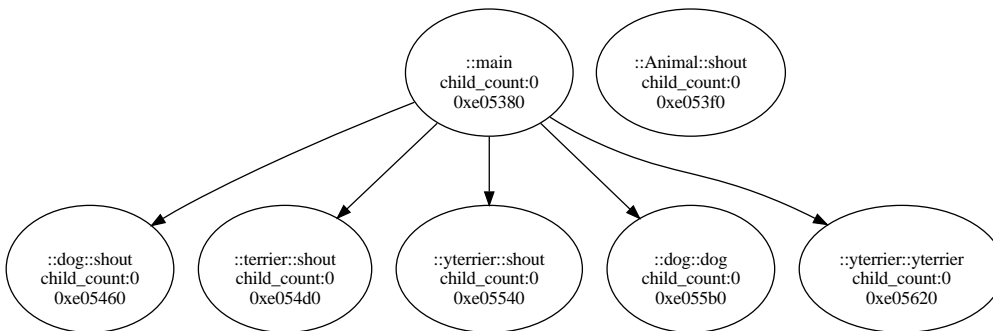 ::main
child_count:0
0xe05380
::Animal::shout
child_count:0
0xe053f0
::dog::shout
child_count:0
0xe05460
::terrier::shout
child_count:0
0xe054d0
::yterrier::shout
child_count:0
0xe05540
::dog::dog
child_count:0
0xe055b0
::yterrier::yterrier
child_count:0
0xe05620